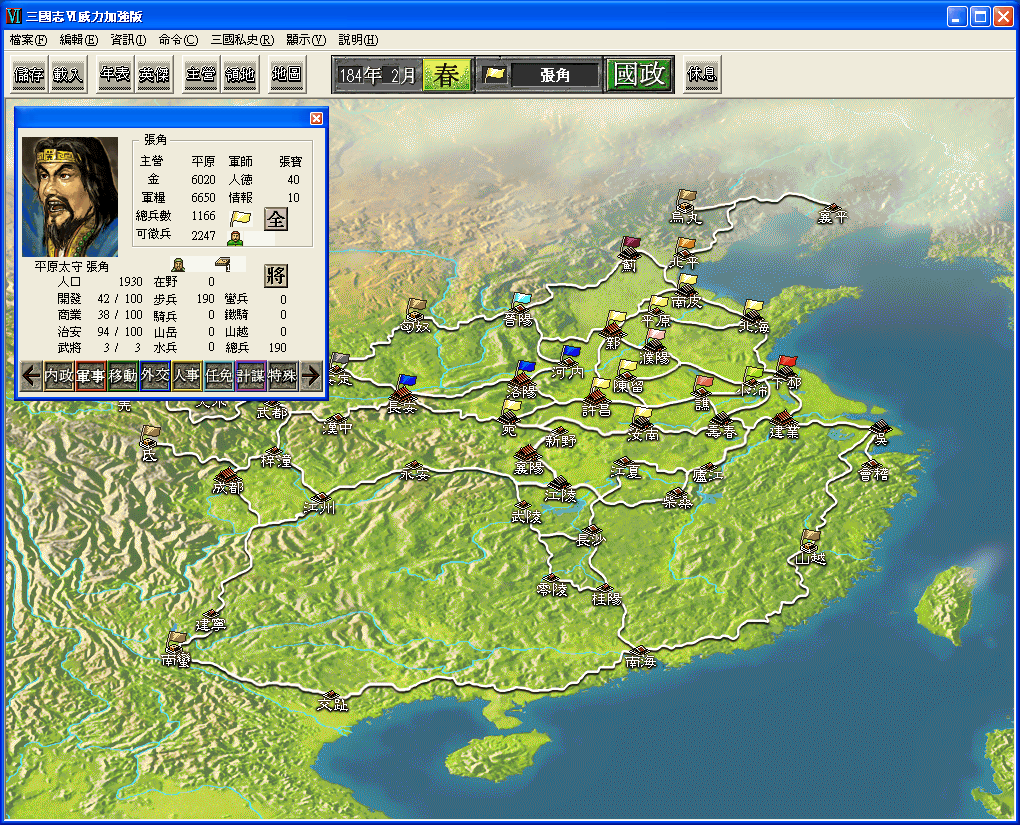 三國志Ⅵ威力加強版
檔案(F) 編輯(E) 資訊(I) 命令(C) 三國私史(R) 顯示(V) 說明(H)
儲存 載入 年表 英傑 主營 領地 地圖 184年 2月 春 張角 國政 休息
張角
主營 平原 軍師 張寶
金 6020 人德 40
軍糧 6650 情報 10
總兵數 1166 全
可徵兵 2247
平原太守 張角 將
人口 1930 在野 0
開發 42 / 100 步兵 190 蠻兵 0
商業 38 / 100 騎兵 0 鐵騎 0
治安 94 / 100 山岳 0 山越 0
武將 3 / 3 水兵 0 總兵 190
內政 軍事 移動 外交 人事 任免 計謀 特殊
烏丸
襄平
薊
北平
南皮
晉陽
平原
北海
匈奴
鄴
濮陽
河內
定
洛陽
陳留
下邳
長安
許昌
譙
小沛
武都
漢中
宛
新野
汝南
壽春
建業
吳
氐
梓潼
襄陽
江夏
廬江
會稽
成都
永安
江陵
柴桑
江州
武陵
長沙
山越
零陵
桂陽
建寧
南蠻
南海
交趾